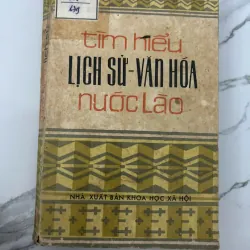 tìm hiểu
LỊCH SỬ-VĂN HÓA
nước Lào
NHÀ XUẤT BẢN KHOA HỌC XÃ HỘI